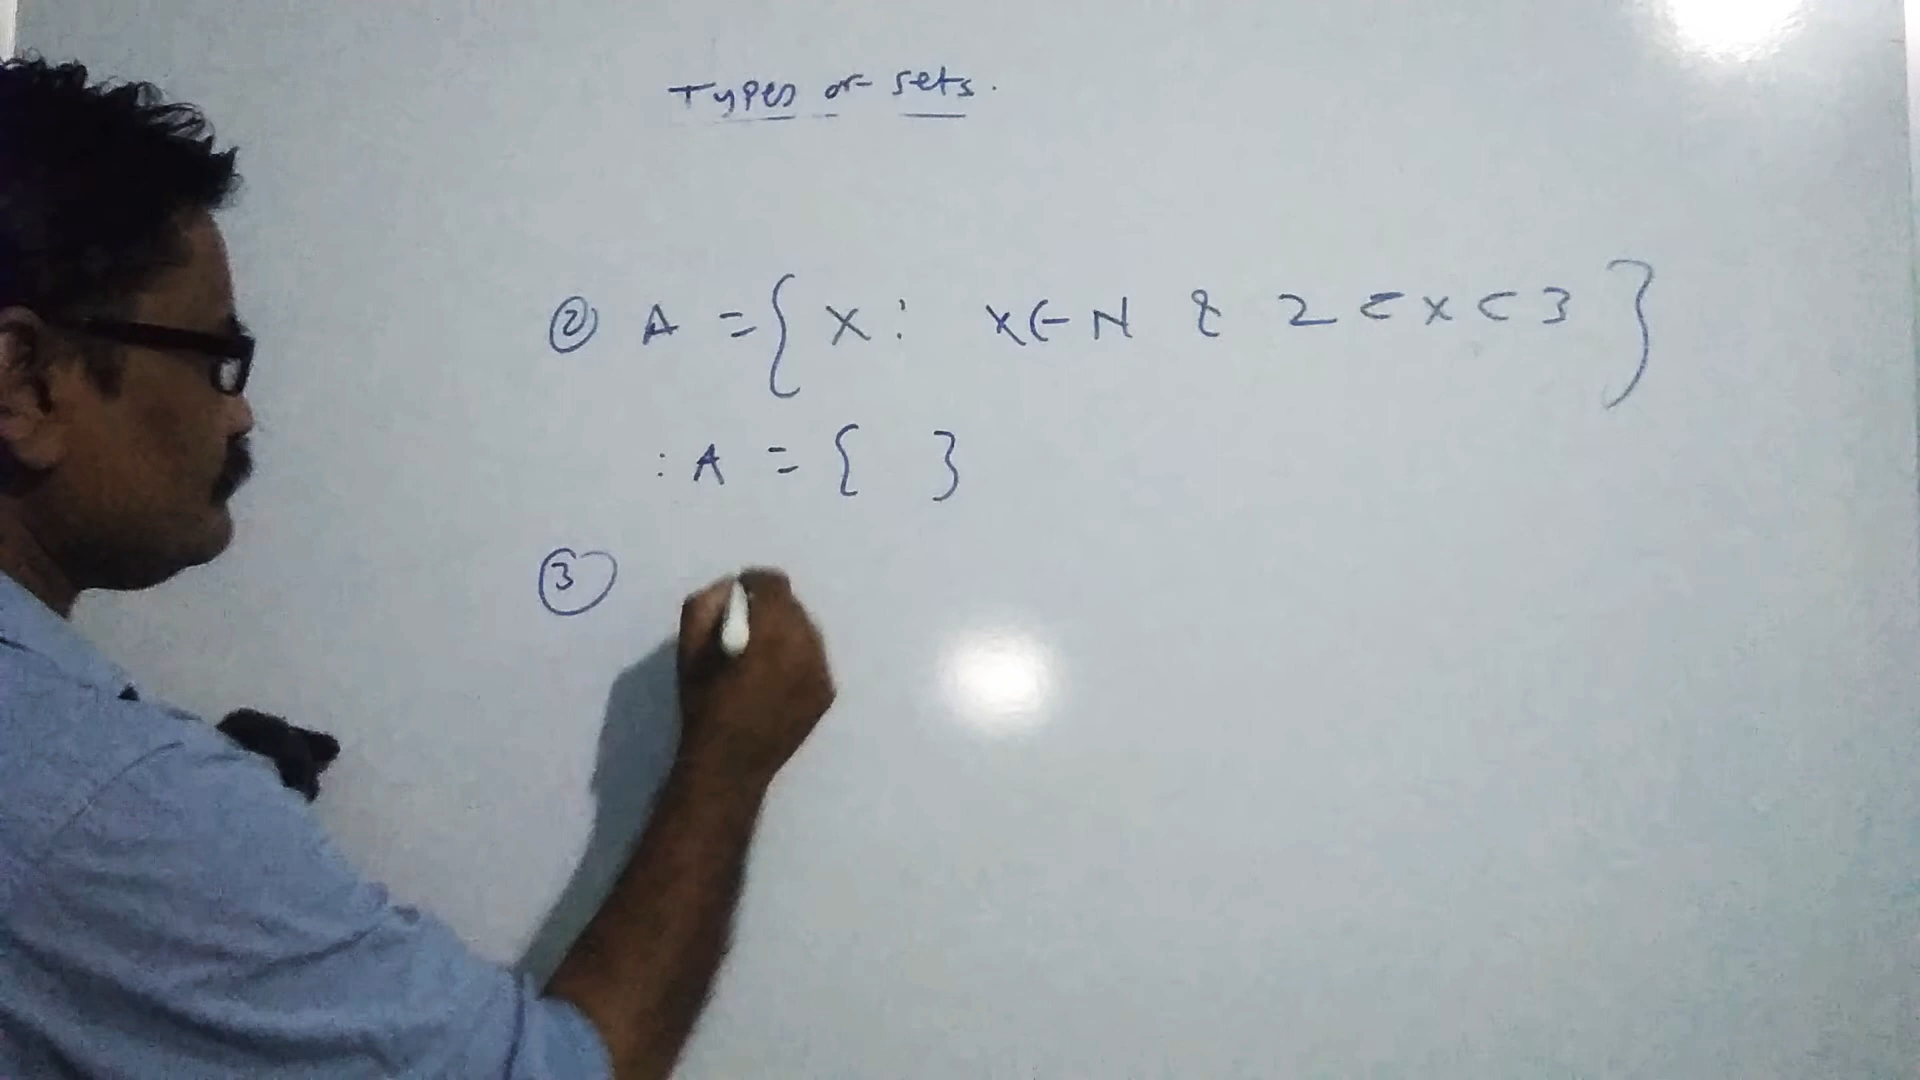 Types of sets.
② A = { x : x ∈ N & 2 < x < 3 }
: A = { }
③